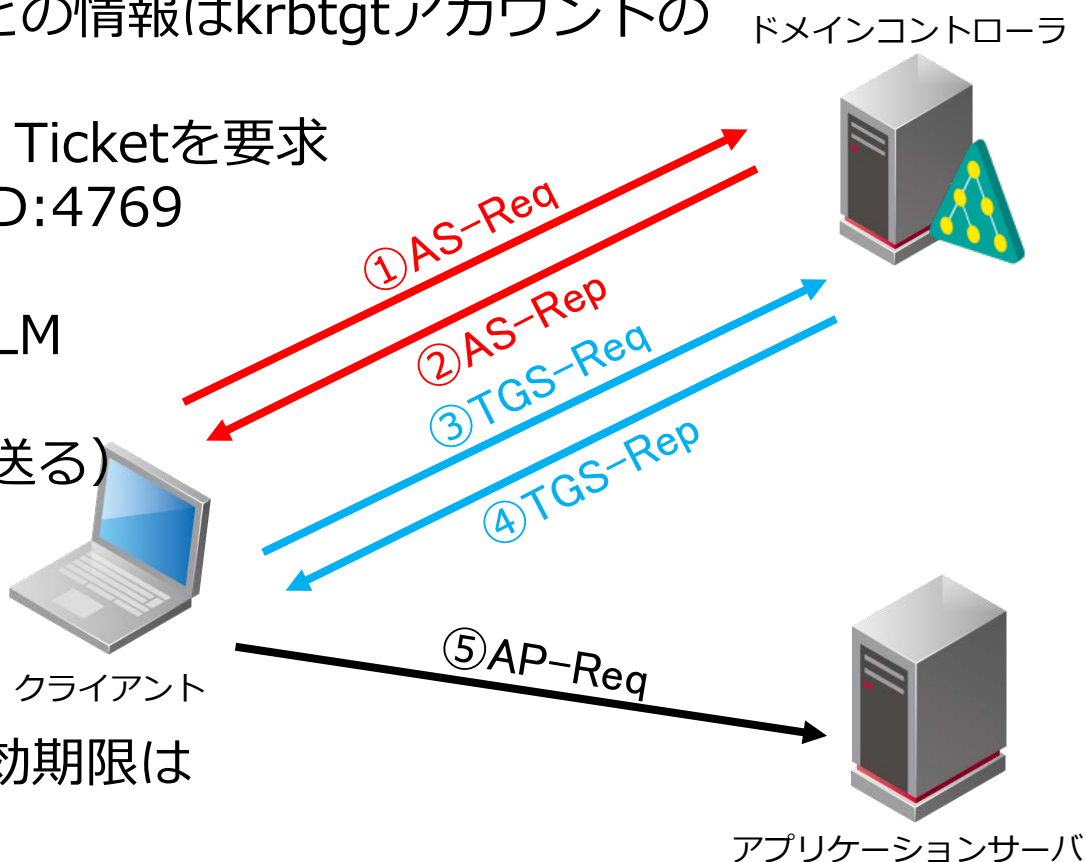 この情報はkrbtgtアカウントの
ドメインコントローラ
Ticketを要求
D:4769
LM
送る）
①AS-Req
②AS-Rep
③TGS-Req
④TGS-Rep
クライアント
⑤AP-Req
効期限は
アプリケーションサーバ